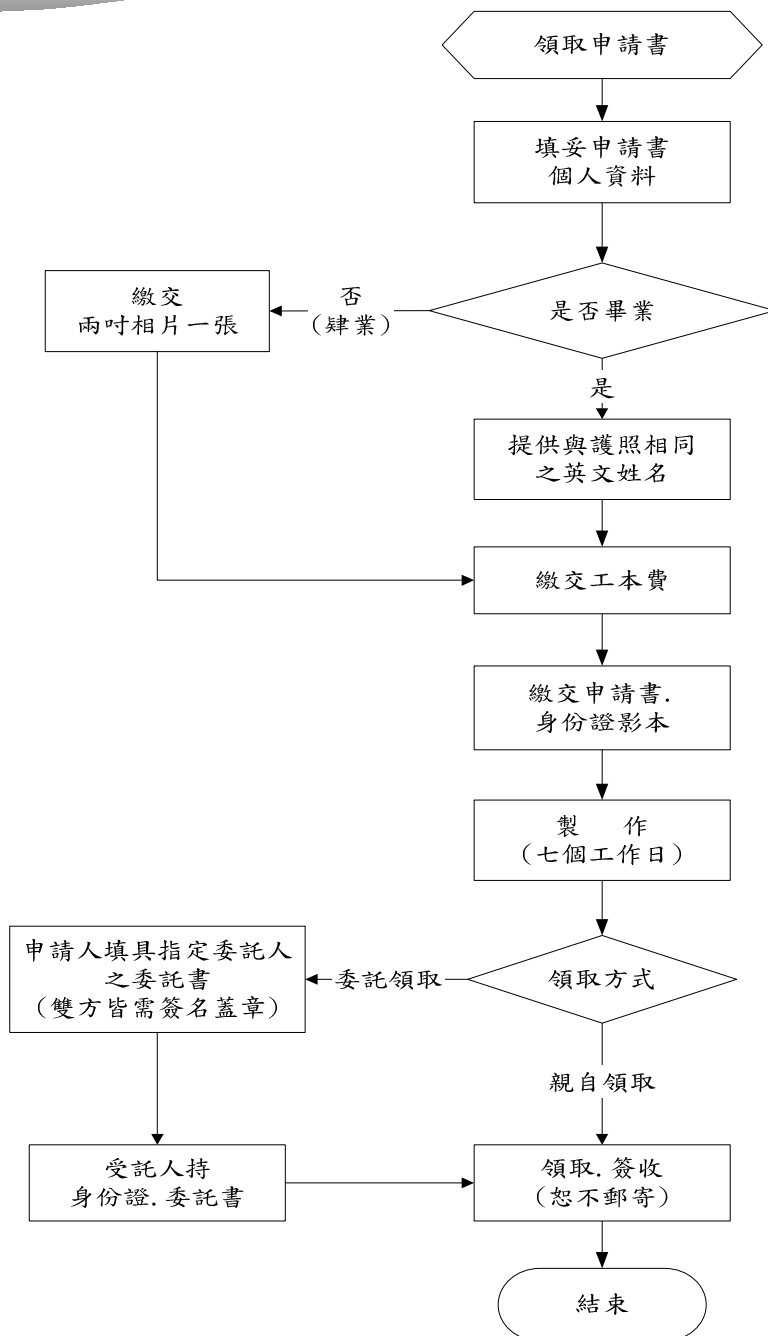 領取申請書
填妥申請書
個人資料
是否畢業
否
(肄業)
繳交
兩吋相片一張
是
提供與護照相同
之英文姓名
繳交工本費
繳交申請書.
身份證影本
製 作
(七個工作日)
領取方式
委託領取
申請人填具指定委託人
之委託書
(雙方皆需簽名蓋章)
親自領取
受託人持
身份證.委託書
領取.簽收
(恕不郵寄)
結束